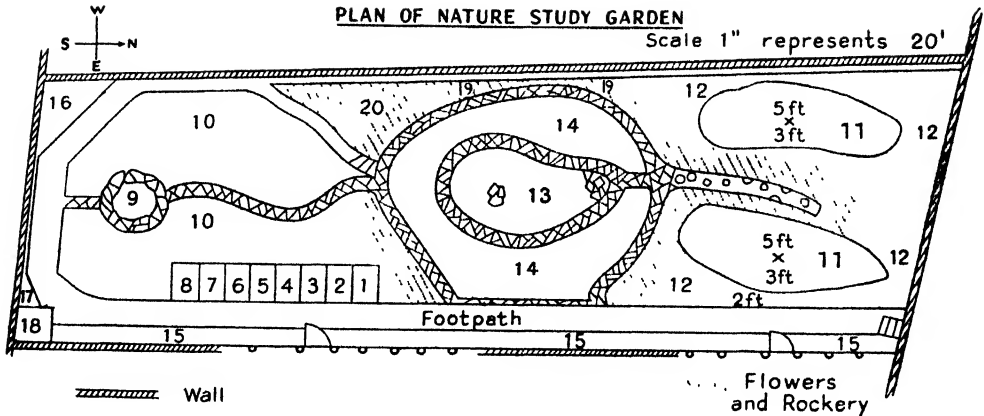 PLAN OF NATURE STUDY GARDEN
W
S N
E
Scale 1" represents 20'
16
10
20
19
19
14
12
5ft
x
3ft
11
12
9
10
13
14
5ft
x
3ft
11
12
12
2ft
8 7 6 5 4 3 2 1
17
18
Footpath
15
15
15
Wall
Flowers
and Rockery